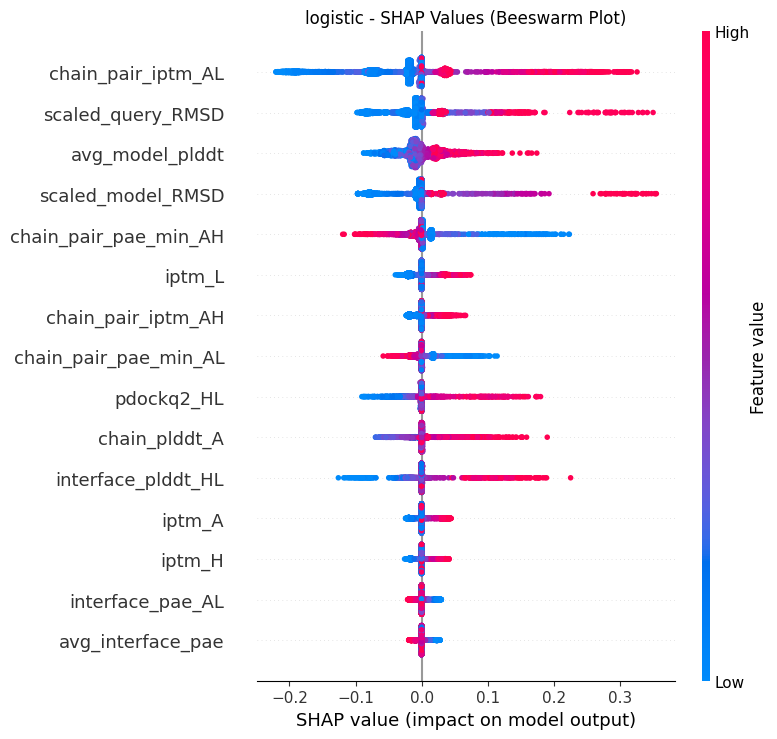 logistic - SHAP Values (Beeswarm Plot)
High
chain_pair_iptm_AL
scaled_query_RMSD
avg_model_plddt
scaled_model_RMSD
chain_pair_pae_min_AH
iptm_L
chain_pair_iptm_AH
chain_pair_pae_min_AL
pdockq2_HL
chain_plddt_A
interface_plddt_HL
iptm_A
iptm_H
interface_pae_AL
avg_interface_pae
Feature value
Low
−0.2 −0.1 0.0 0.1 0.2 0.3
SHAP value (impact on model output)